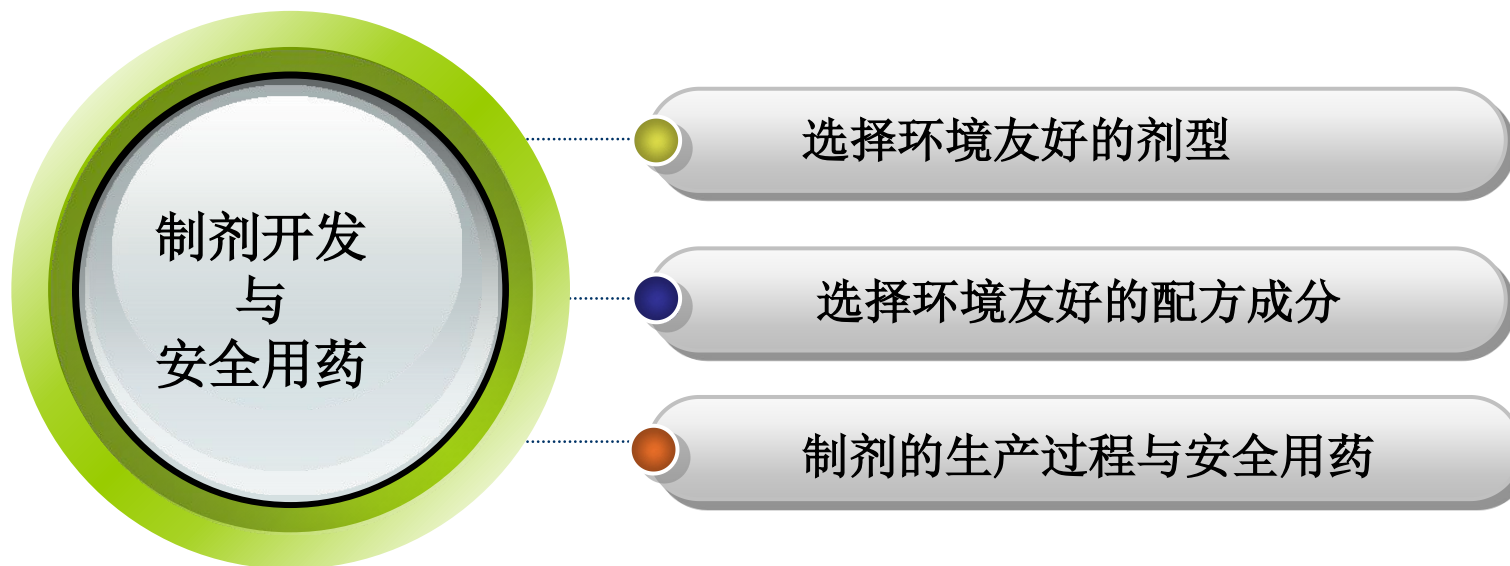 制剂开发
与
安全用药
选择环境友好的剂型
选择环境友好的配方成分
制剂的生产过程与安全用药